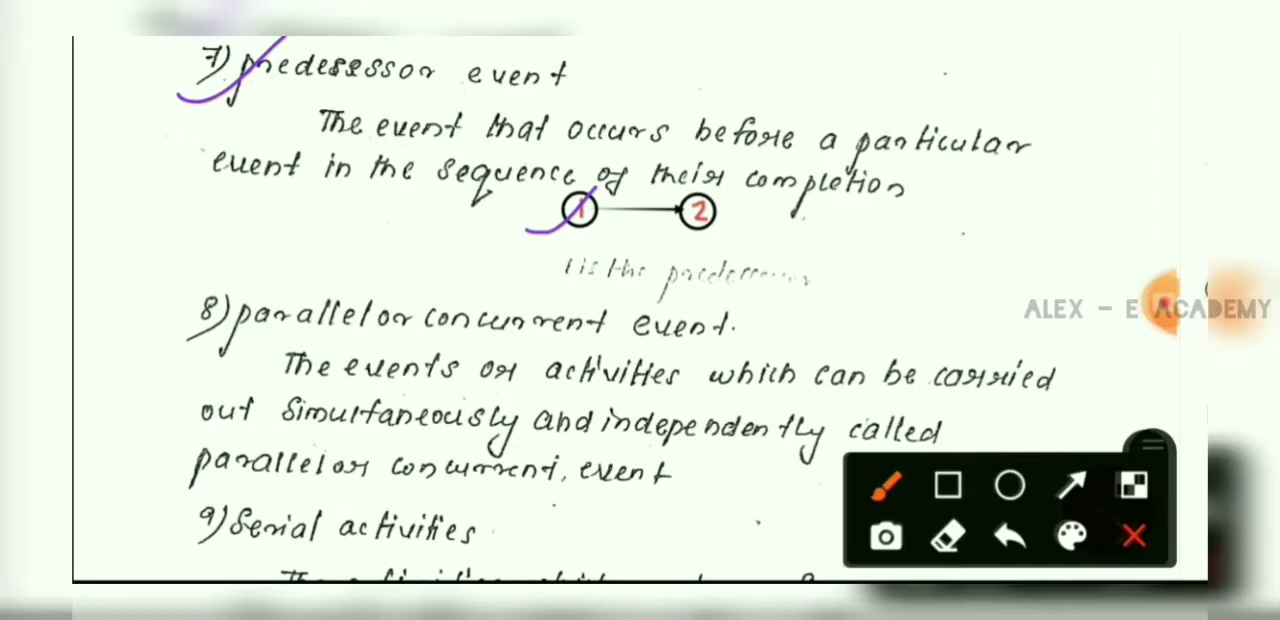 7) predesessor event
The event that occurs before a particular
event in the sequence of their completion
1 2
1 is the
8) parallel or concurrent event.
ALEX - E ACADEMY
The events or activities which can be carried
out simultaneously and independently called
parallel or concurrent, event
9) Serial activities